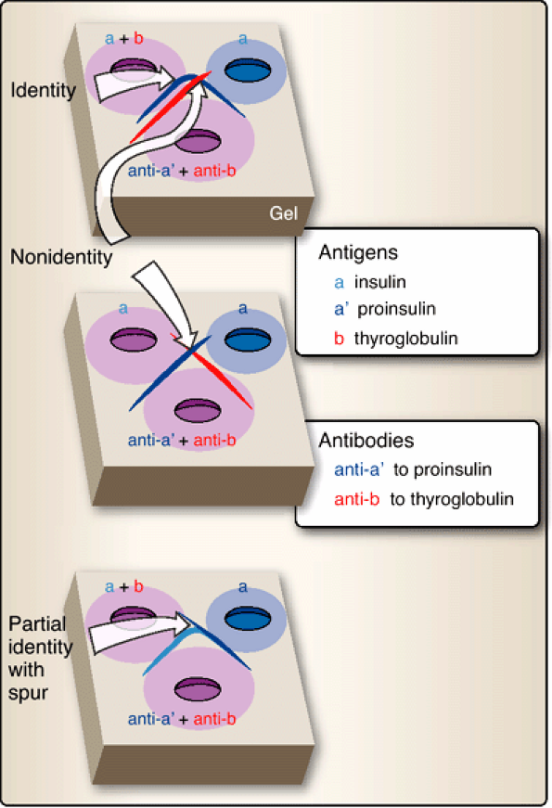 a + b
a
Identity
anti-a’ + anti-b
Gel
Nonidentity
Antigens
a insulin
a’ proinsulin
b thyroglobulin
a
a
anti-a’ + anti-b
Antibodies
anti-a’ to proinsulin
anti-b to thyroglobulin
a + b
a
Partial
identity
with
spur
anti-a’ + anti-b